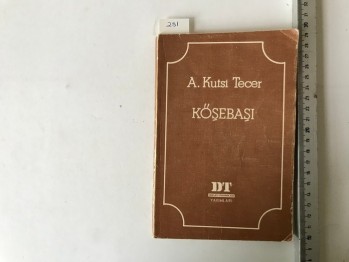 231
A. Kutsi Tecer
KÖŞEBAŞI
DT